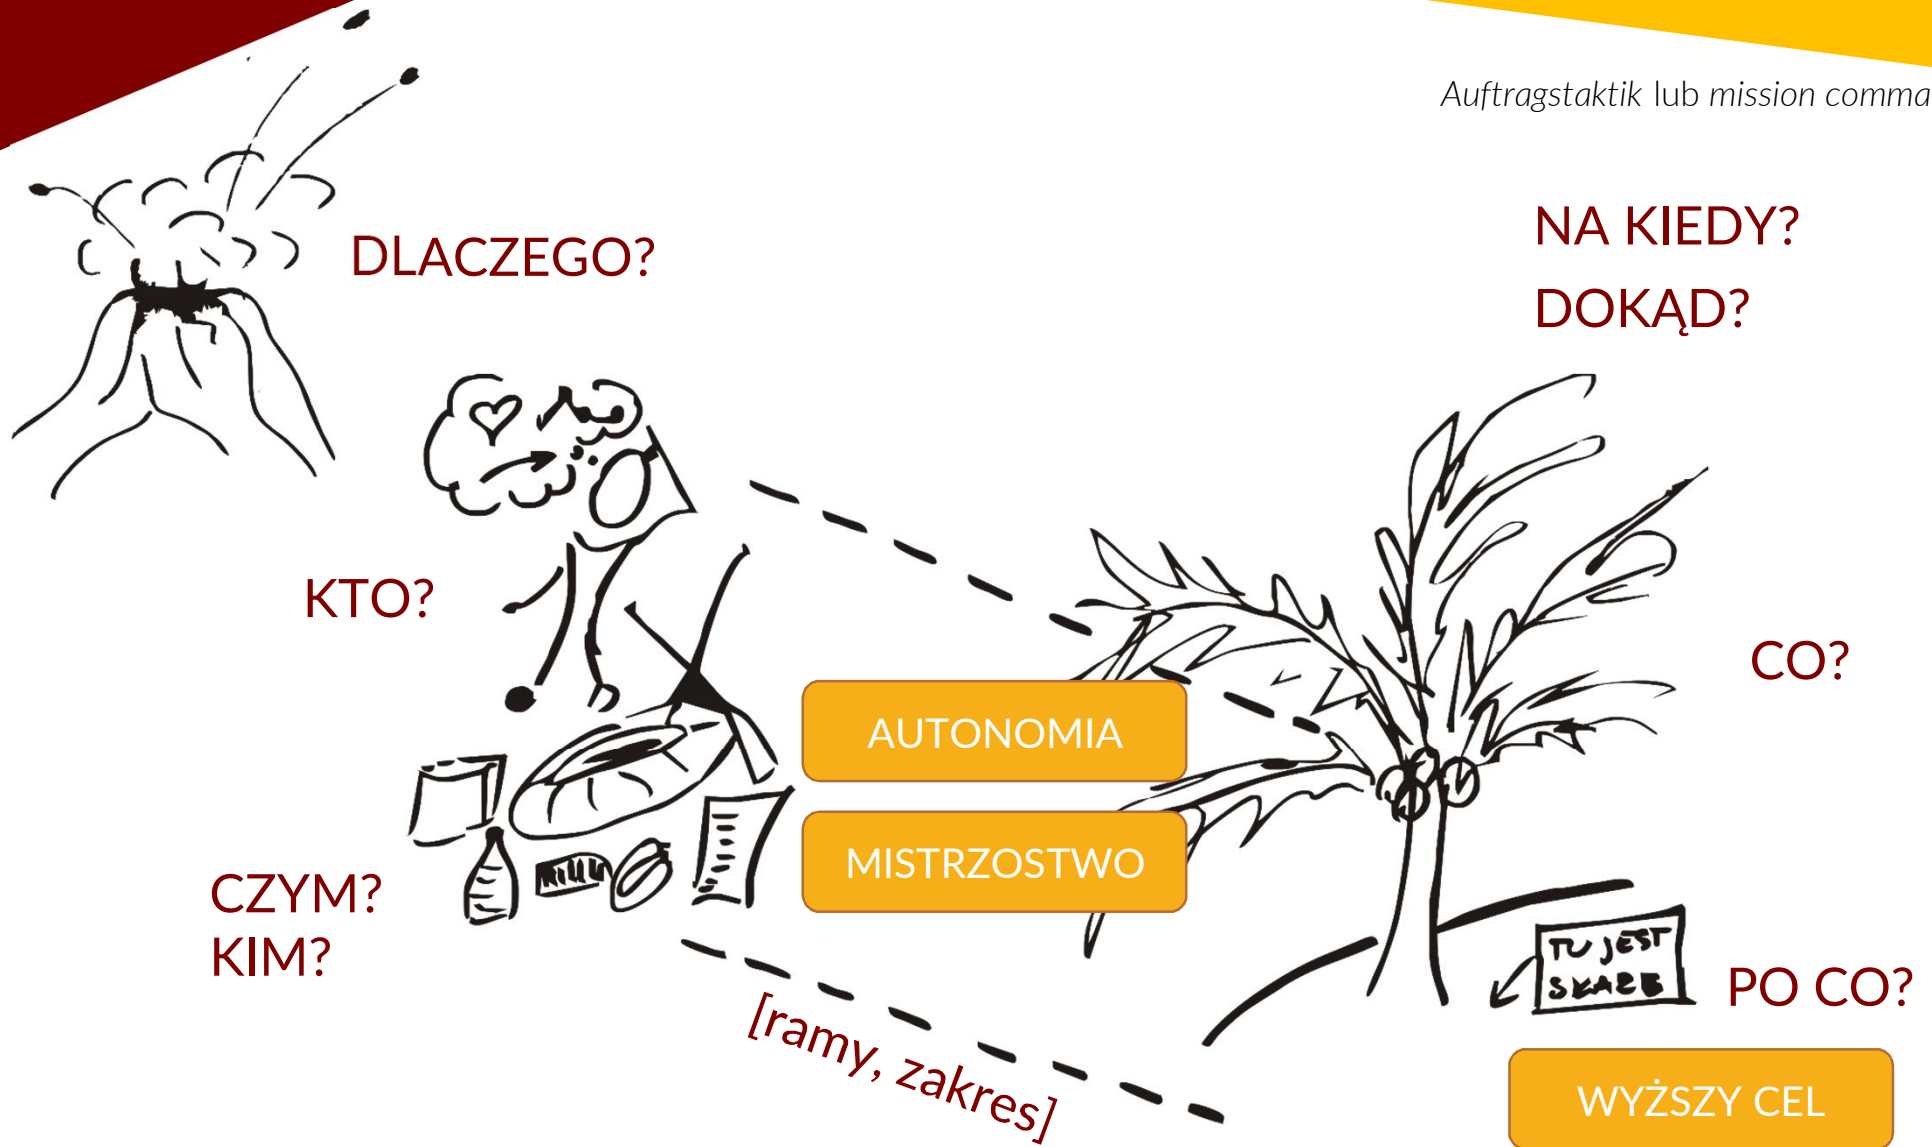 Auftragstaktik lub mission comma
DLACZEGO?
NA KIEDY?
DOKĄD?
KTO?
CO?
AUTONOMIA
MISTRZOSTWO
CZYM?
KIM?
TU JEST
SKARB
PO CO?
[ramy, zakres]
WYŻSZY CEL